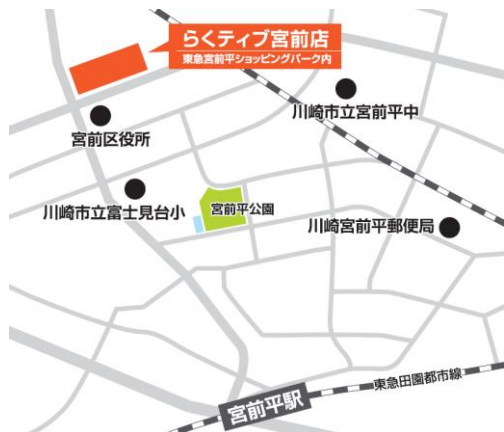 らくティブ宮前店
東急宮前平ショッピングパーク内
川崎市立宮前平中
宮前区役所
川崎市立富士見台小
宮前平公園
川崎宮前平郵便局
東急田園都市線
宮前平駅